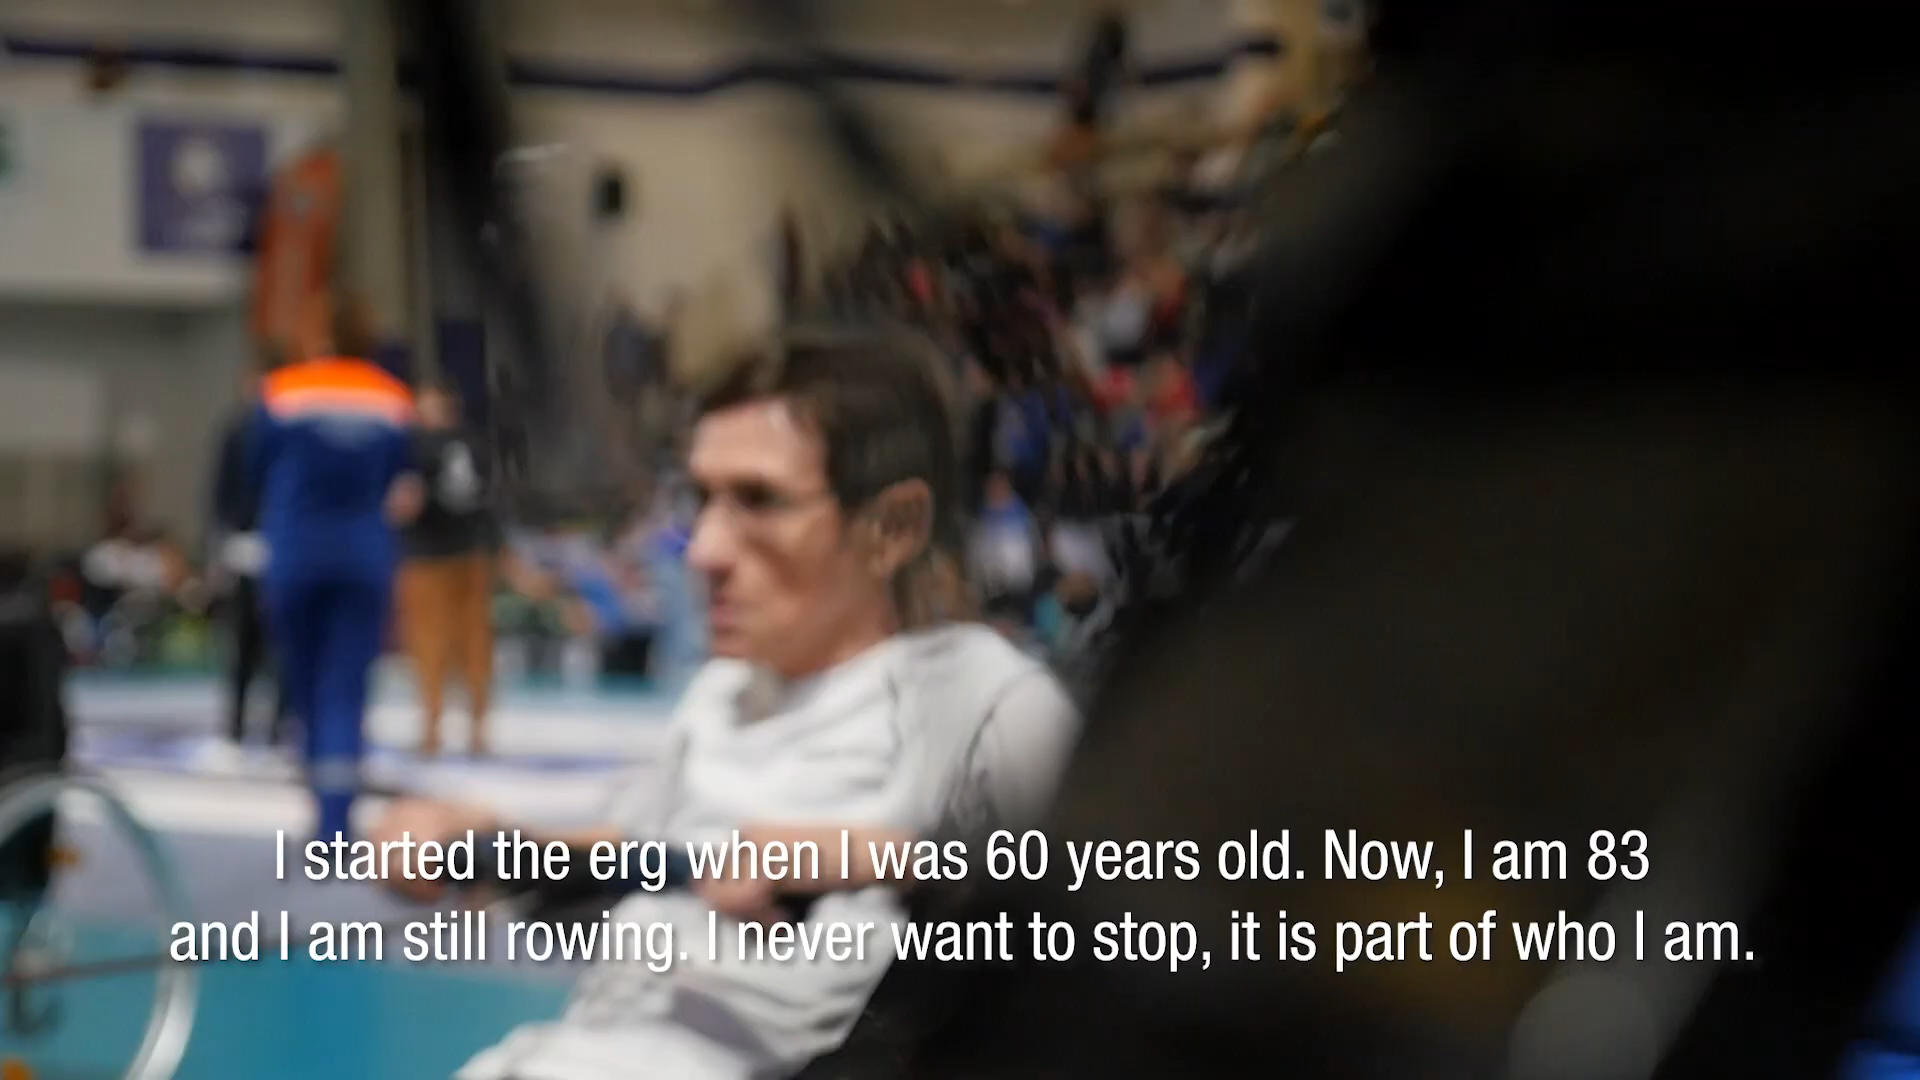 I started the erg when I was 60 years old. Now, I am 83
and I am still rowing. I never want to stop, it is part of who I am.